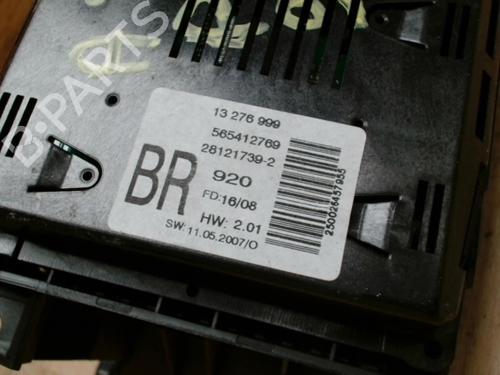 B-PARTS
13 276 999
565412769
28121739-2
BR
920
FD:16/08
HW: 2.01
SW: 11.05.2007/O
250026457955